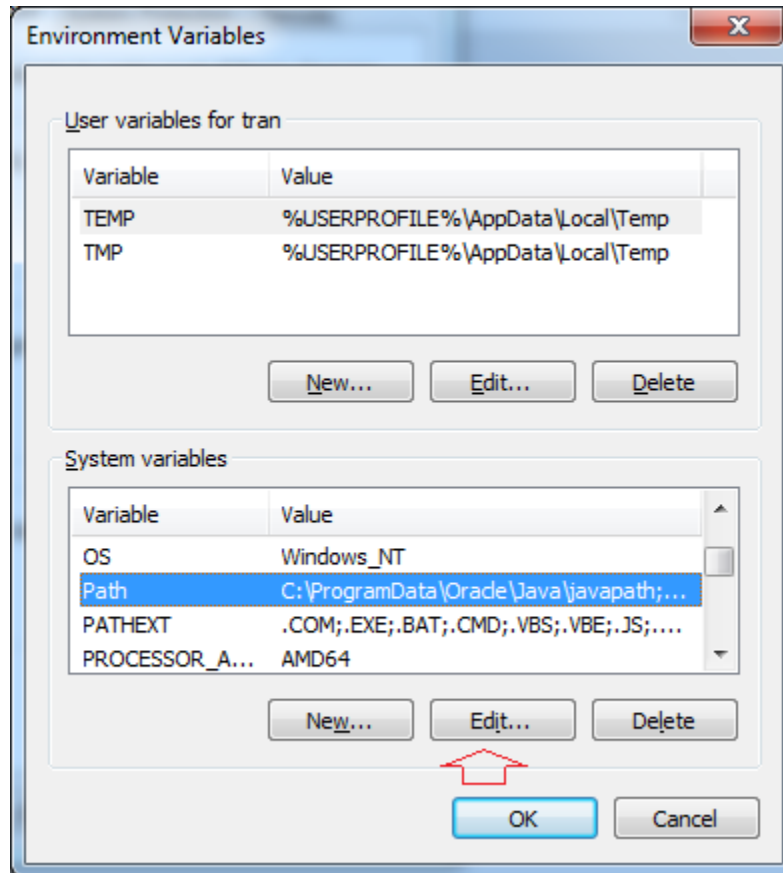 Environment Variables
User variables for tran
Variable Value
TEMP %USERPROFILE%\AppData\Local\Temp
TMP %USERPROFILE%\AppData\Local\Temp
New... Edit... Delete
System variables
Variable Value
OS Windows_NT
Path C:\ProgramData\Oracle\Java\javapath;...
PATHEXT .COM;.EXE;.BAT;.CMD;.VBS;.VBE;.JS;....
PROCESSOR_A... AMD64
New... Edit... Delete
OK Cancel